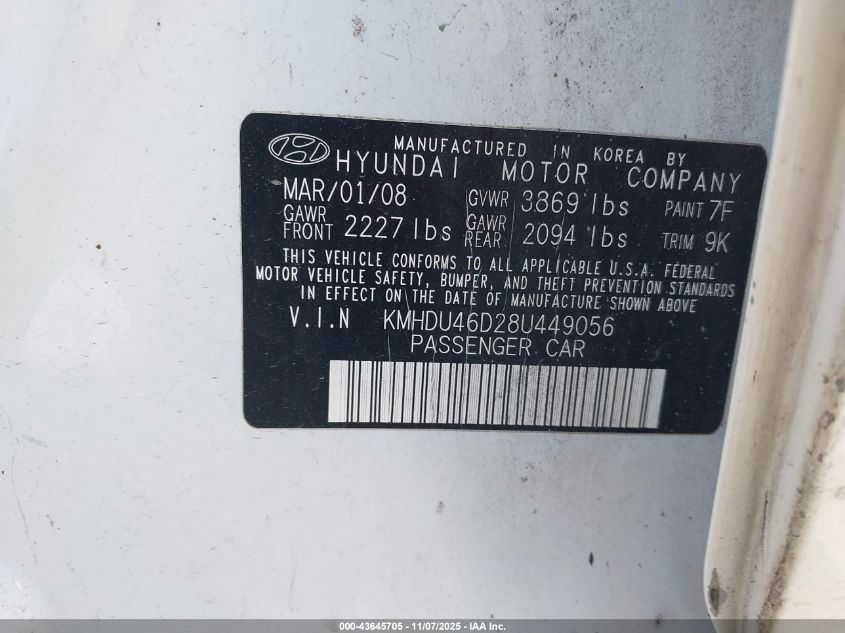 MANUFACTURED IN KOREA BY
HYUNDAI MOTOR COMPANY
MAR/01/08 GVWR 3869 lbs PAINT 7F
GAWR FRONT 2227 lbs GAWR REAR 2094 lbs TRIM 9K
THIS VEHICLE CONFORMS TO ALL APPLICABLE U.S.A. FEDERAL
MOTOR VEHICLE SAFETY, BUMPER, AND THEFT PREVENTION STANDARDS
IN EFFECT ON THE DATE OF MANUFACTURE SHOWN ABOVE
V.I.N KMHDU46D28U449056
PASSENGER CAR
000-43645705 - 11/07/2025 - IAA Inc.